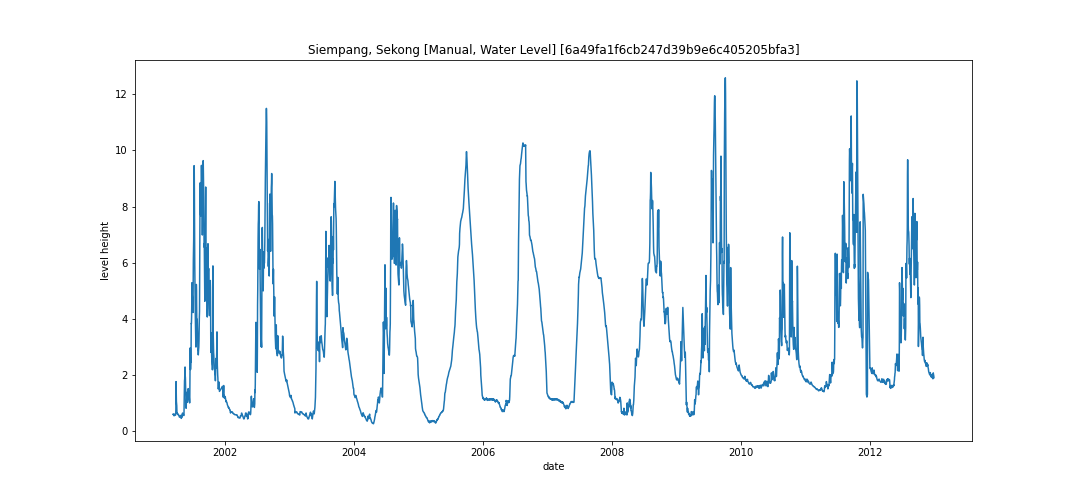 Siempang, Sekong [Manual, Water Level] [6a49fa1f6cb247d39b9e6c405205bfa3]
level height
12
10
8
6
4
2
0
2002 2004 2006 2008 2010 2012
date